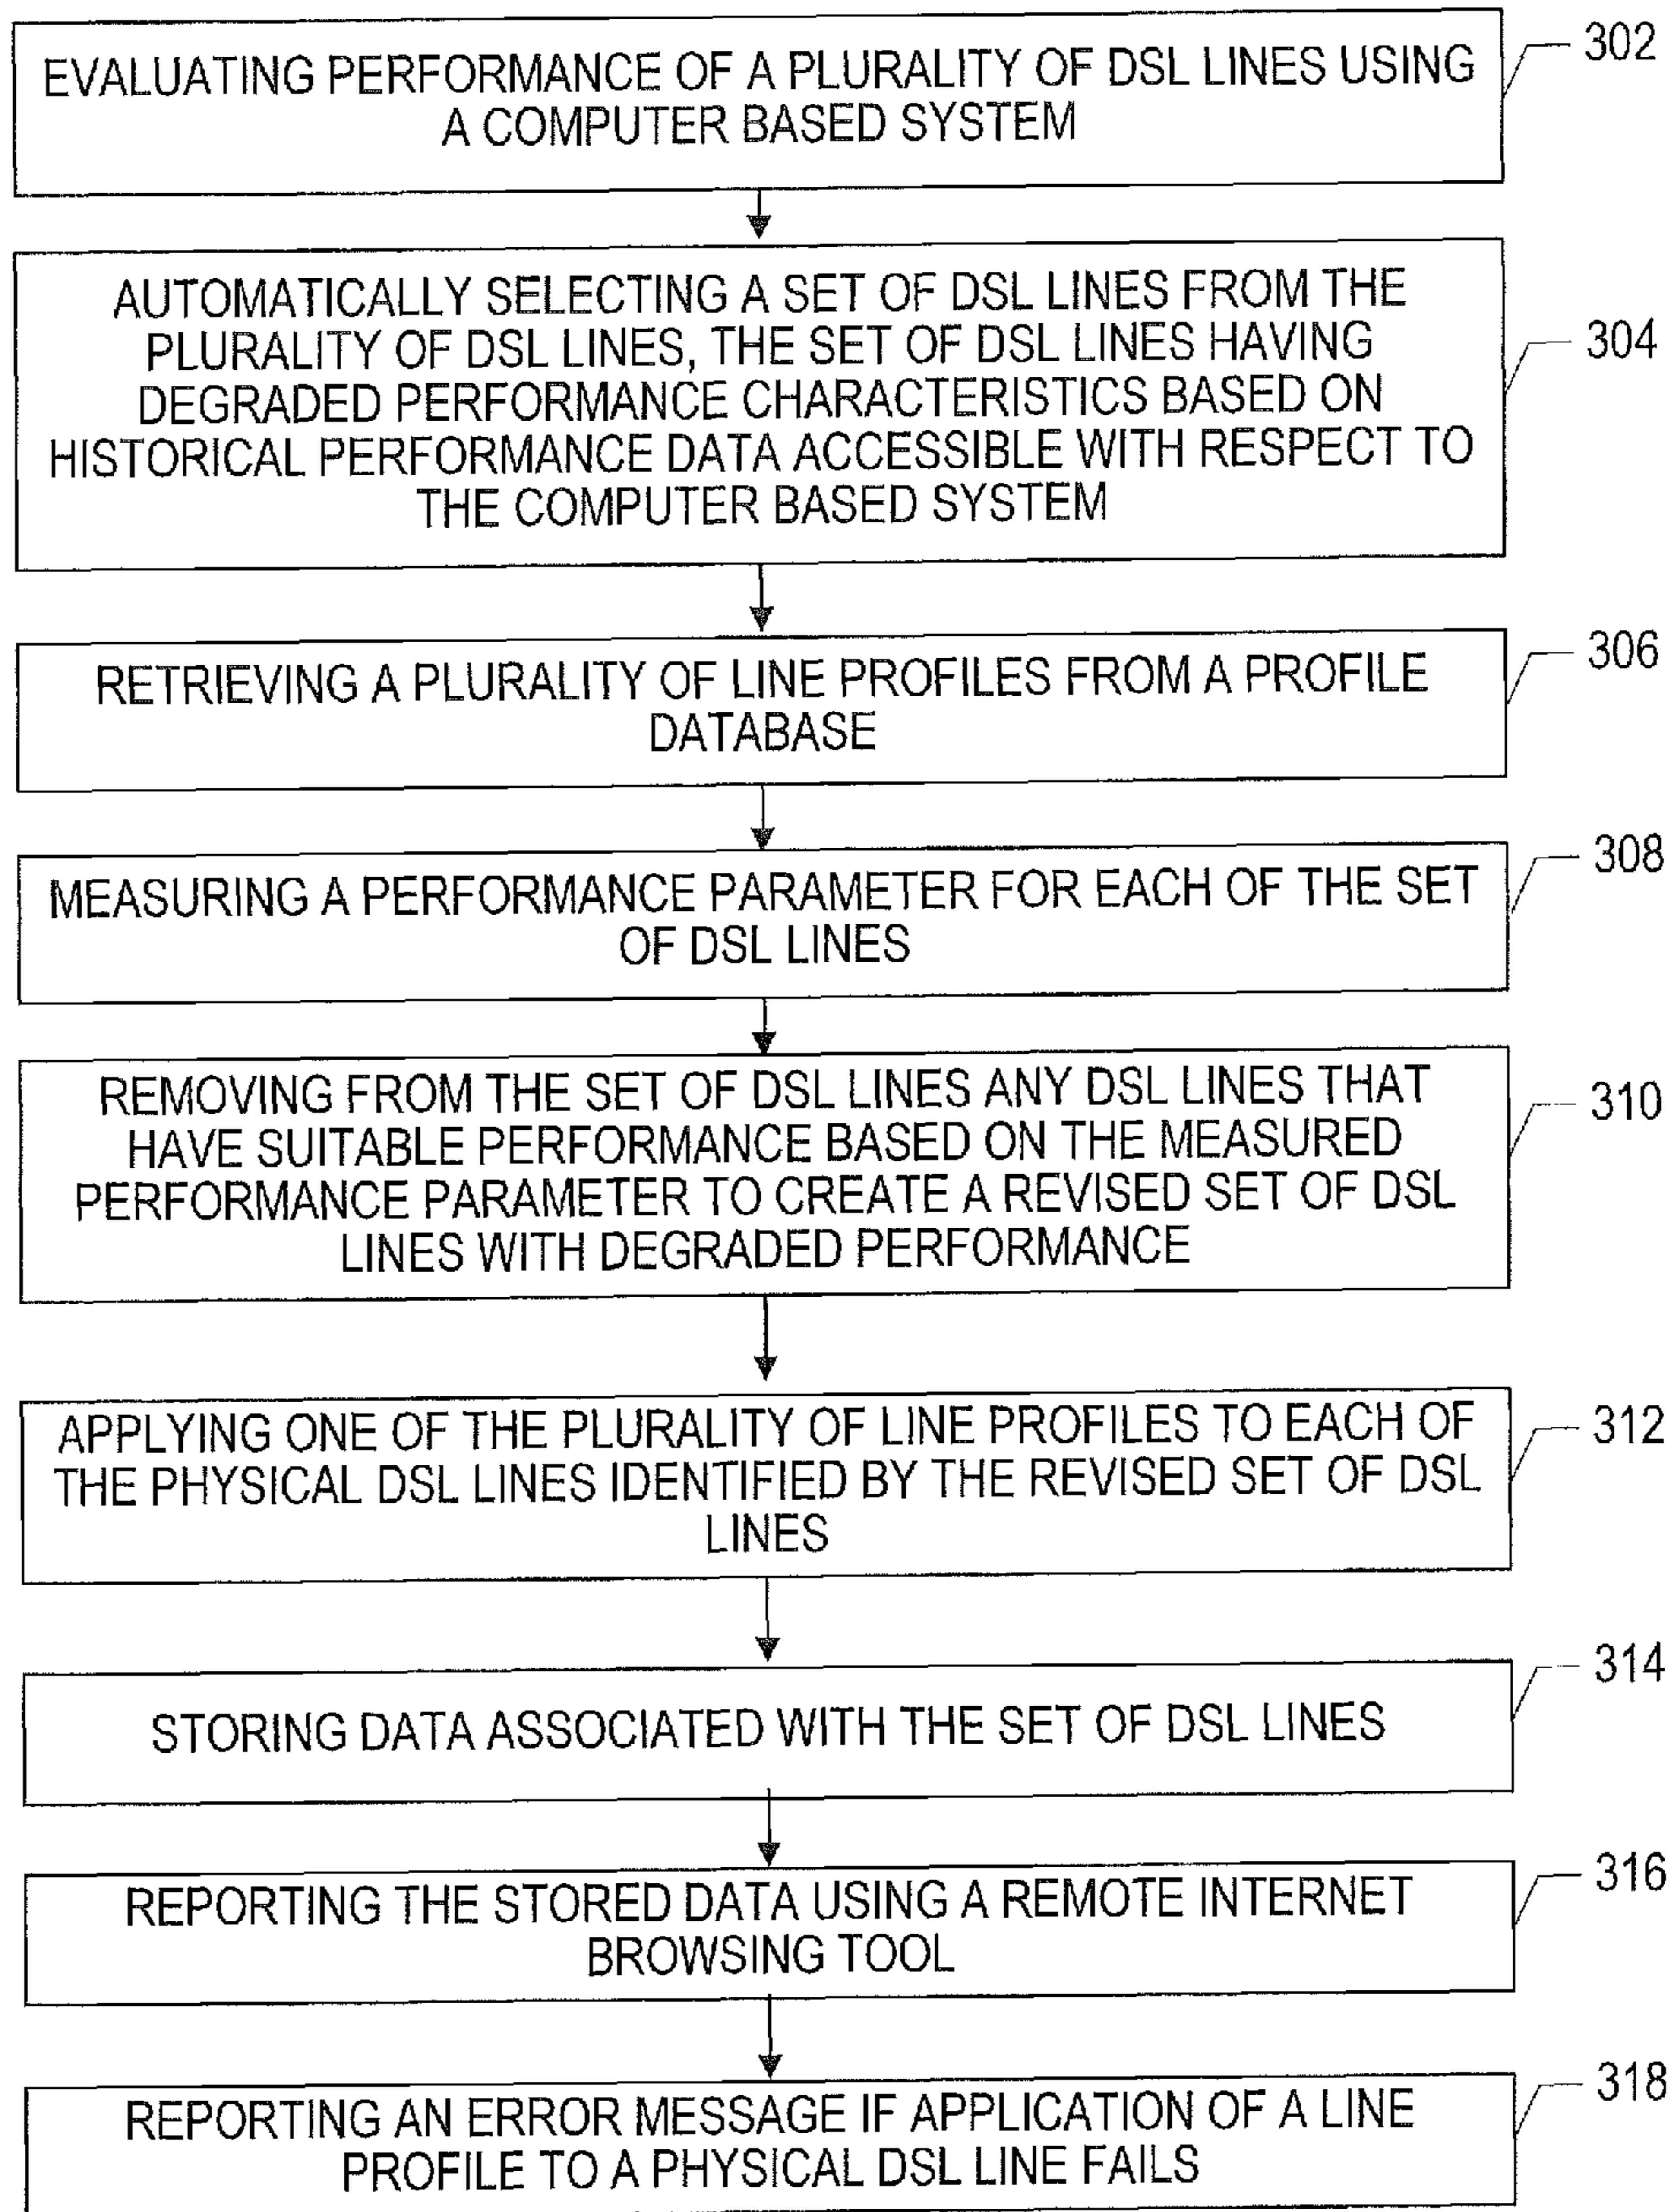 302
EVALUATING PERFORMANCE OF A PLURALITY OF DSL LINES USING
A COMPUTER BASED SYSTEM
304
AUTOMATICALLY SELECTING A SET OF DSL LINES FROM THE
PLURALITY OF DSL LINES, THE SET OF DSL LINES HAVING
DEGRADED PERFORMANCE CHARACTERISTICS BASED ON
HISTORICAL PERFORMANCE DATA ACCESSIBLE WITH RESPECT TO
THE COMPUTER BASED SYSTEM
306
RETRIEVING A PLURALITY OF LINE PROFILES FROM A PROFILE
DATABASE
308
MEASURING A PERFORMANCE PARAMETER FOR EACH OF THE SET
OF DSL LINES
310
REMOVING FROM THE SET OF DSL LINES ANY DSL LINES THAT
HAVE SUITABLE PERFORMANCE BASED ON THE MEASURED
PERFORMANCE PARAMETER TO CREATE A REVISED SET OF DSL
LINES WITH DEGRADED PERFORMANCE
312
APPLYING ONE OF THE PLURALITY OF LINE PROFILES TO EACH OF
THE PHYSICAL DSL LINES IDENTIFIED BY THE REVISED SET OF DSL
LINES
314
STORING DATA ASSOCIATED WITH THE SET OF DSL LINES
316
REPORTING THE STORED DATA USING A REMOTE INTERNET
BROWSING TOOL
318
REPORTING AN ERROR MESSAGE IF APPLICATION OF A LINE
PROFILE TO A PHYSICAL DSL LINE FAILS